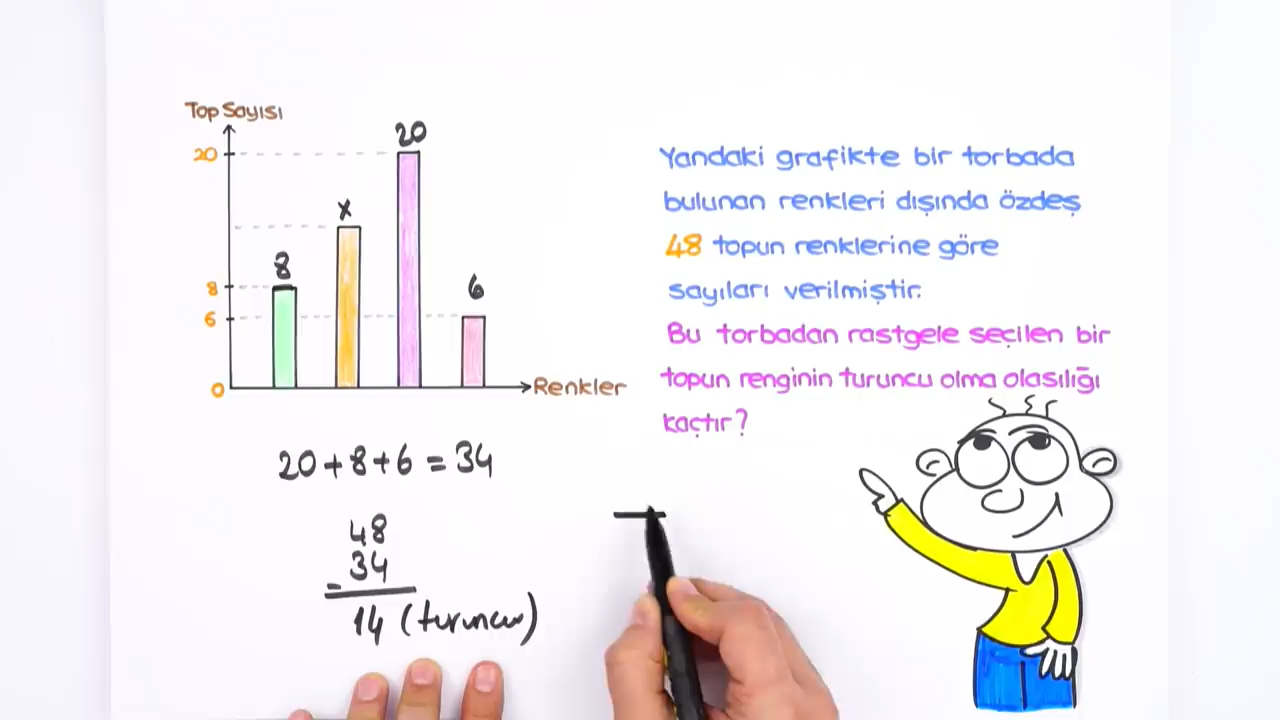 Top Sayısı
20
20
x
8
8
6
6
0
Renkler
Yandaki grafikte bir torbada
bulunan renkleri dışında özdeş
48 topun renklerine göre
sayıları verilmiştir.
Bu torbadan rastgele seçilen bir
topun renginin turuncu olma olasılığı
kaçtır?
20+8+6=34
48
34
-
14 (turuncu)